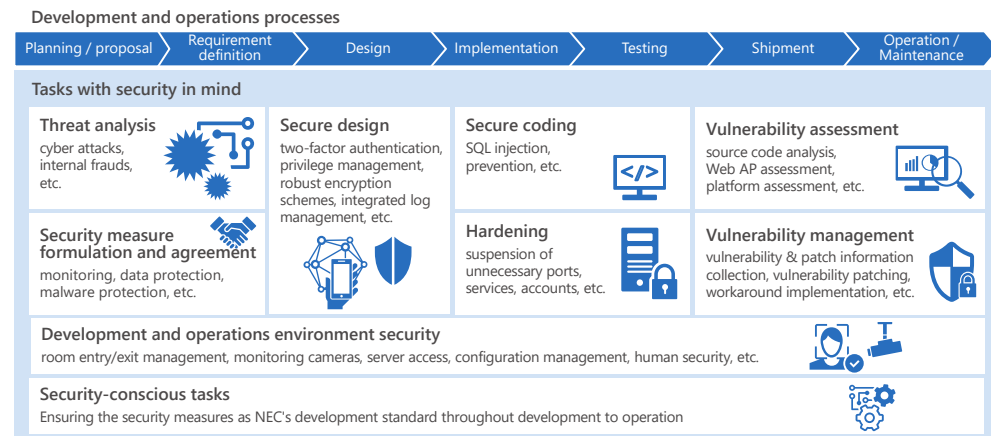 Development and operations processes
Planning / proposal
Requirement
definition
Design
Implementation
Testing
Shipment
Operation /
Maintenance
Tasks with security in mind
Threat analysis
cyber attacks,
internal frauds,
etc.
Security measure
formulation and agreement
monitoring, data protection,
malware protection, etc.
Secure design
two-factor authentication,
privilege management,
robust encryption
schemes, integrated log
management, etc.
Secure coding
SQL injection,
prevention, etc.
</>
Hardening
suspension of
unnecessary ports,
services, accounts, etc.
Vulnerability assessment
source code analysis,
Web AP assessment,
platform assessment, etc.
Vulnerability management
vulnerability & patch information
collection, vulnerability patching,
workaround implementation, etc.
Development and operations environment security
room entry/exit management, monitoring cameras, server access, configuration management, human security, etc.
Security-conscious tasks
Ensuring the security measures as NEC's development standard throughout development to operation